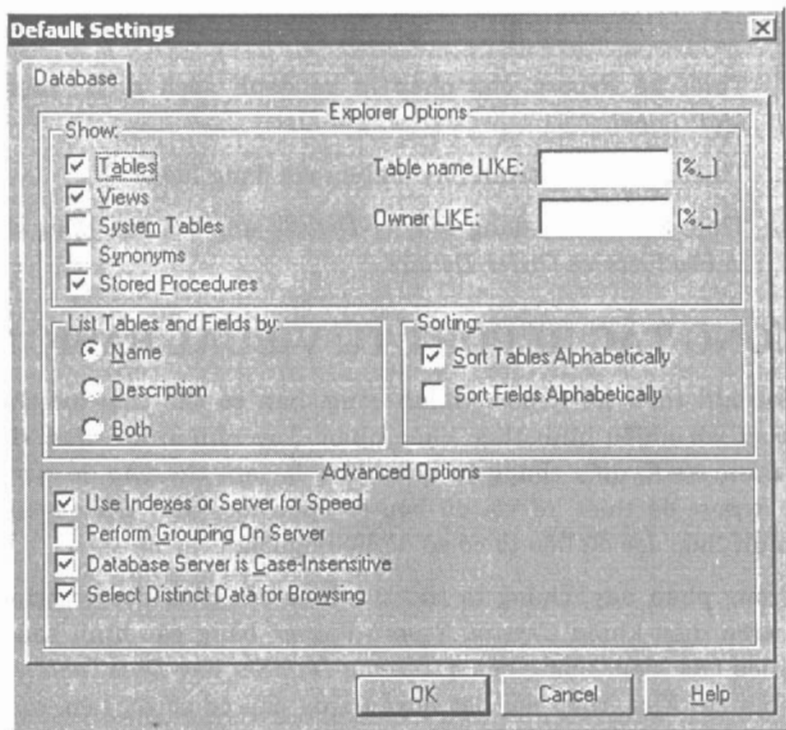 Default Settings
Database
Explorer Options
Show:
Tables
Views
System Tables
Synonyms
Stored Procedures
Table name LIKE: (%,_)
Owner LIKE: (%,_)
List Tables and Fields by:
Name
Description
Both
Sorting:
Sort Tables Alphabetically
Sort Fields Alphabetically
Advanced Options
Use Indexes or Server for Speed
Perform Grouping On Server
Database Server is Case-Insensitive
Select Distinct Data for Browsing
OK Cancel Help